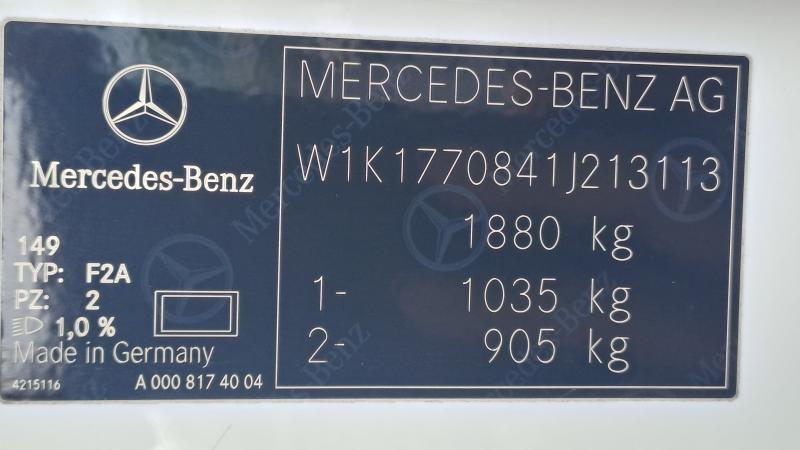 Mercedes-Benz
149
TYP: F2A
PZ: 2
1,0 %
Made in Germany
4215116 A 000 817 40 04
MERCEDES-BENZ AG
W1K1770841J213113
1880 kg
1- 1035 kg
2- 905 kg